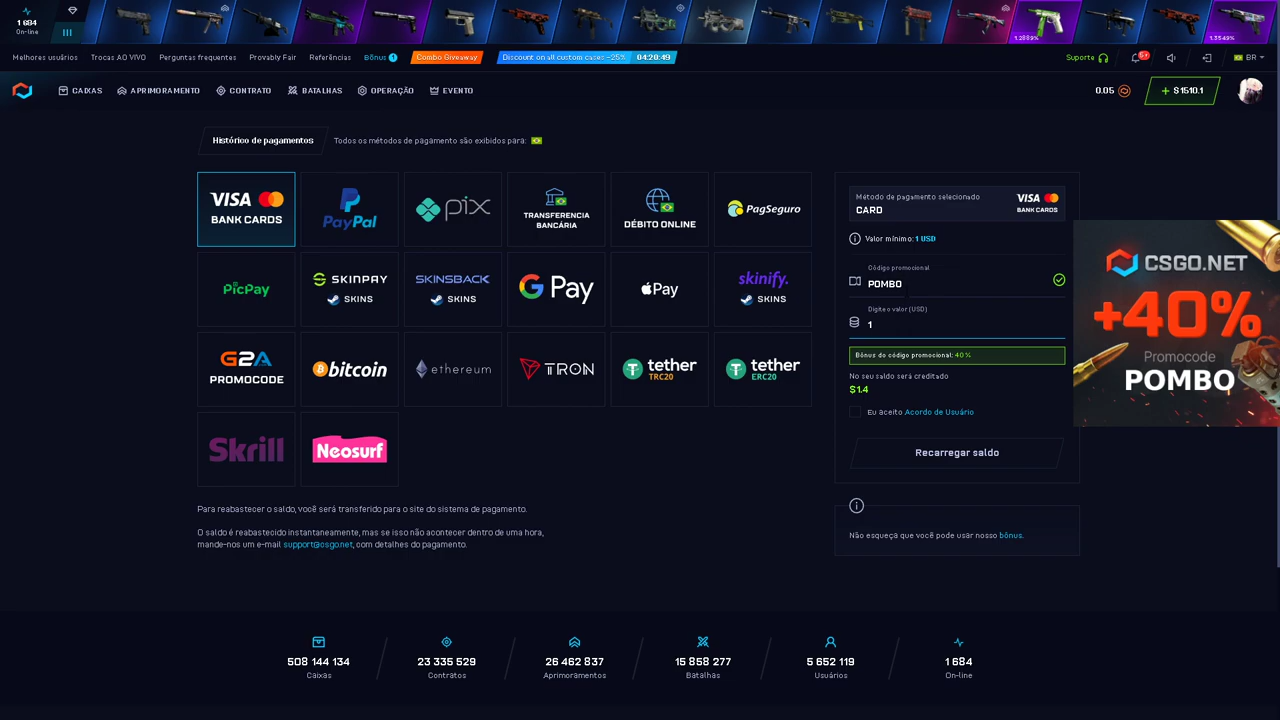 1 684
On-line
1.2889%
1.3549%
Melhores usuários
Trocas AO VIVO
Perguntas frequentes
Provably Fair
Referências
Bônus 1
Combo Giveaway
Discount on all custom cases -25% 04:20:49
Suporte
5+
BR
CAIXAS
APRIMORAMENTO
CONTRATO
BATALHAS
OPERAÇÃO
EVENTO
0.05
+ $ 1510.1
Histórico de pagamentos
Todos os métodos de pagamento são exibidos para:
VISA
BANK CARDS
PayPal
pix
TRANSFERENCIA
BANCÁRIA
DÉBITO ONLINE
PagSeguro
PicPay
SKINPAY
SKINS
SKINSBACK
SKINS
G Pay
Pay
skinify.
SKINS
G2A
PROMOCODE
bitcoin
ethereum
TRON
tether
TRC20
tether
ERC20
Skrill
Neosurf
Para reabastecer o saldo, você será transferido para o site do sistema de pagamento.
O saldo é reabastecido instantaneamente, mas se isso não acontecer dentro de uma hora,
mande-nos um e-mail support@csgo.net, com detalhes do pagamento.
Método de pagamento selecionado
CARD
VISA
BANK CARDS
Valor mínimo: 1 USD
Código promocional
POMBO
Digite o valor (USD)
1
Bônus do código promocional: 40%
No seu saldo será creditado
$ 1.4
Eu aceito Acordo de Usuário
Recarregar saldo
Não esqueça que você pode usar nosso bônus.
CSGO.NET
+40%
Promocode
POMBO
508 144 134
Caixas
23 335 529
Contratos
26 462 837
Aprimoramentos
15 858 277
Batalhas
5 652 119
Usuários
1 684
On-line